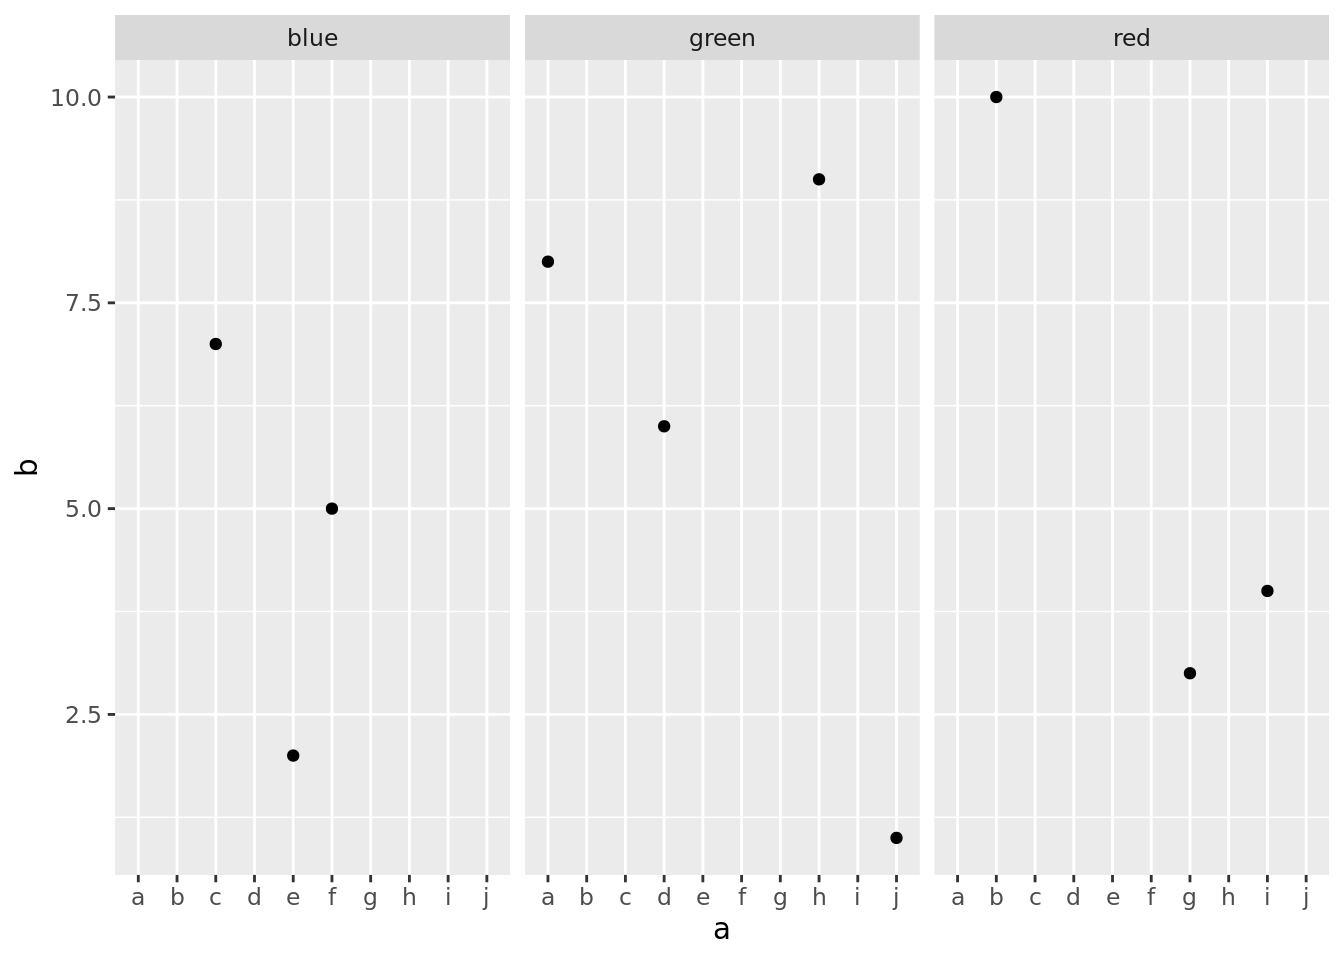 blue green red
10.0
7.5
5.0
2.5
b
a b c d e f g h i j a b c d e f g h i j a b c d e f g h i j
a